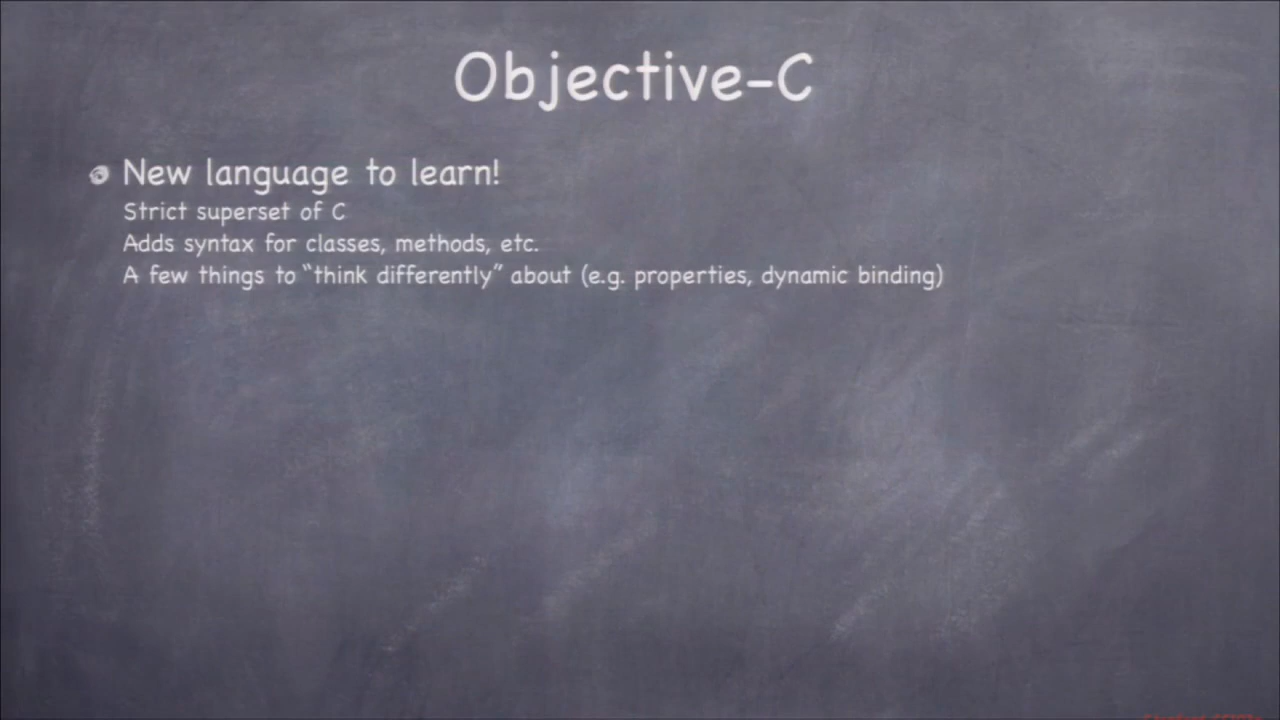 Objective-C
New language to learn!
Strict superset of C
Adds syntax for classes, methods, etc.
A few things to “think differently” about (e.g. properties, dynamic binding)